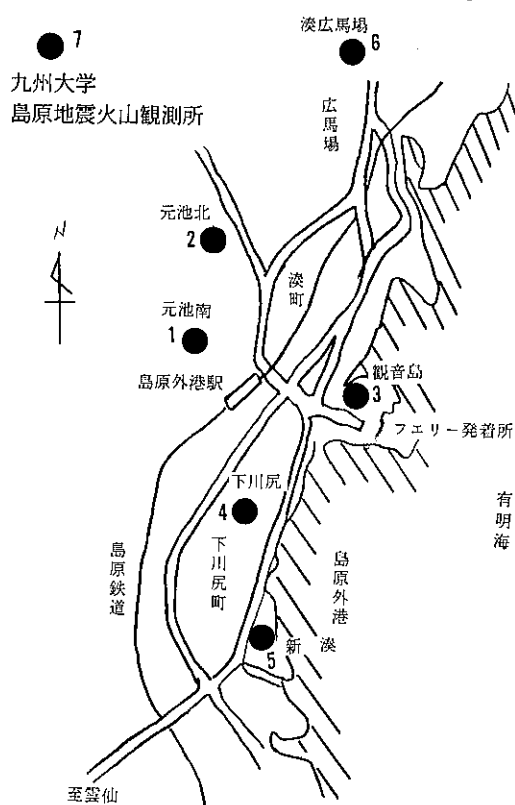 7
九州大学
島原地震火山観測所
湊広馬場
6
広馬場
N
元池北
2
湊町
元池南
1
島原外港駅
観音島
3
フエリー発着所
下川尻
4
下川尻町
島原鉄道
島原外港
有明海
新湊
5
至雲仙